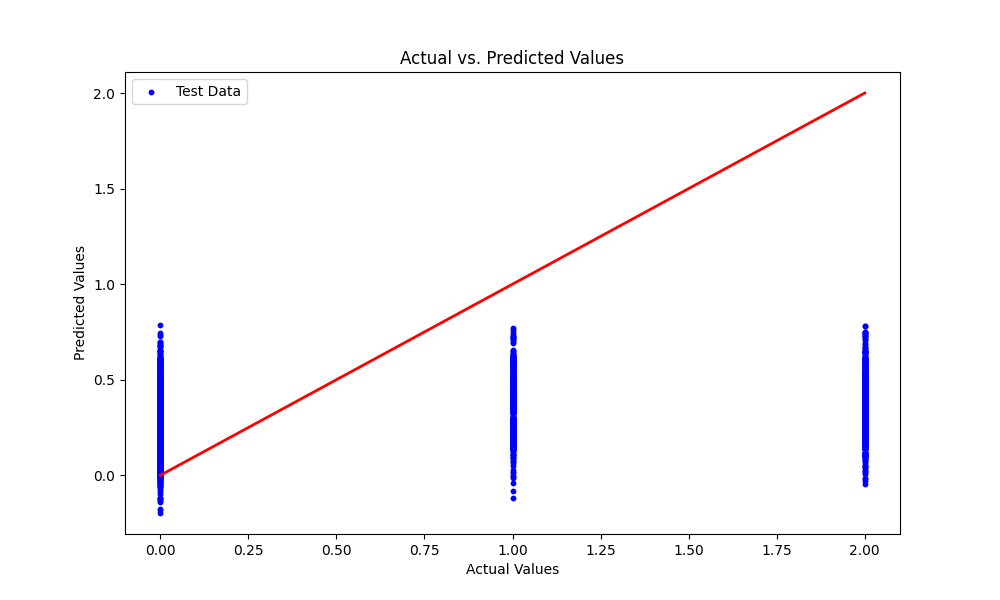 Actual vs. Predicted Values
Test Data
2.0
1.5
1.0
0.5
0.0
Predicted Values
0.00 0.25 0.50 0.75 1.00 1.25 1.50 1.75 2.00
Actual Values